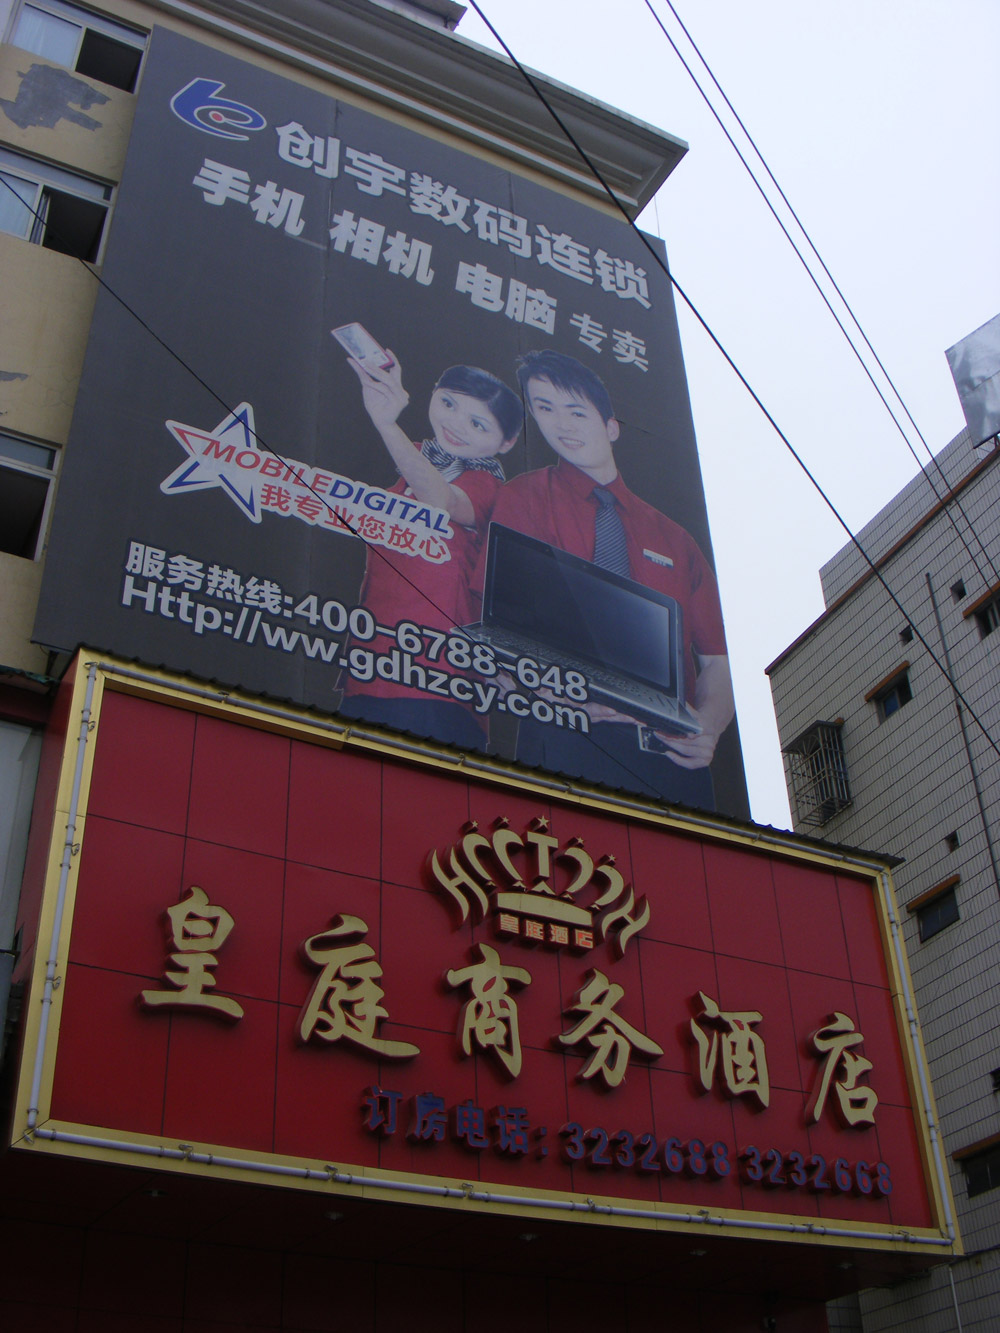 创宇数码连锁
手机 相机 电脑 专卖
MOBILEDIGITAL
我专业您放心
服务热线:400-6788-648
Http://www.gdhzcy.com
HCCTCCH
皇庭酒店
皇庭商务酒店
订房电话:3232688 3232668